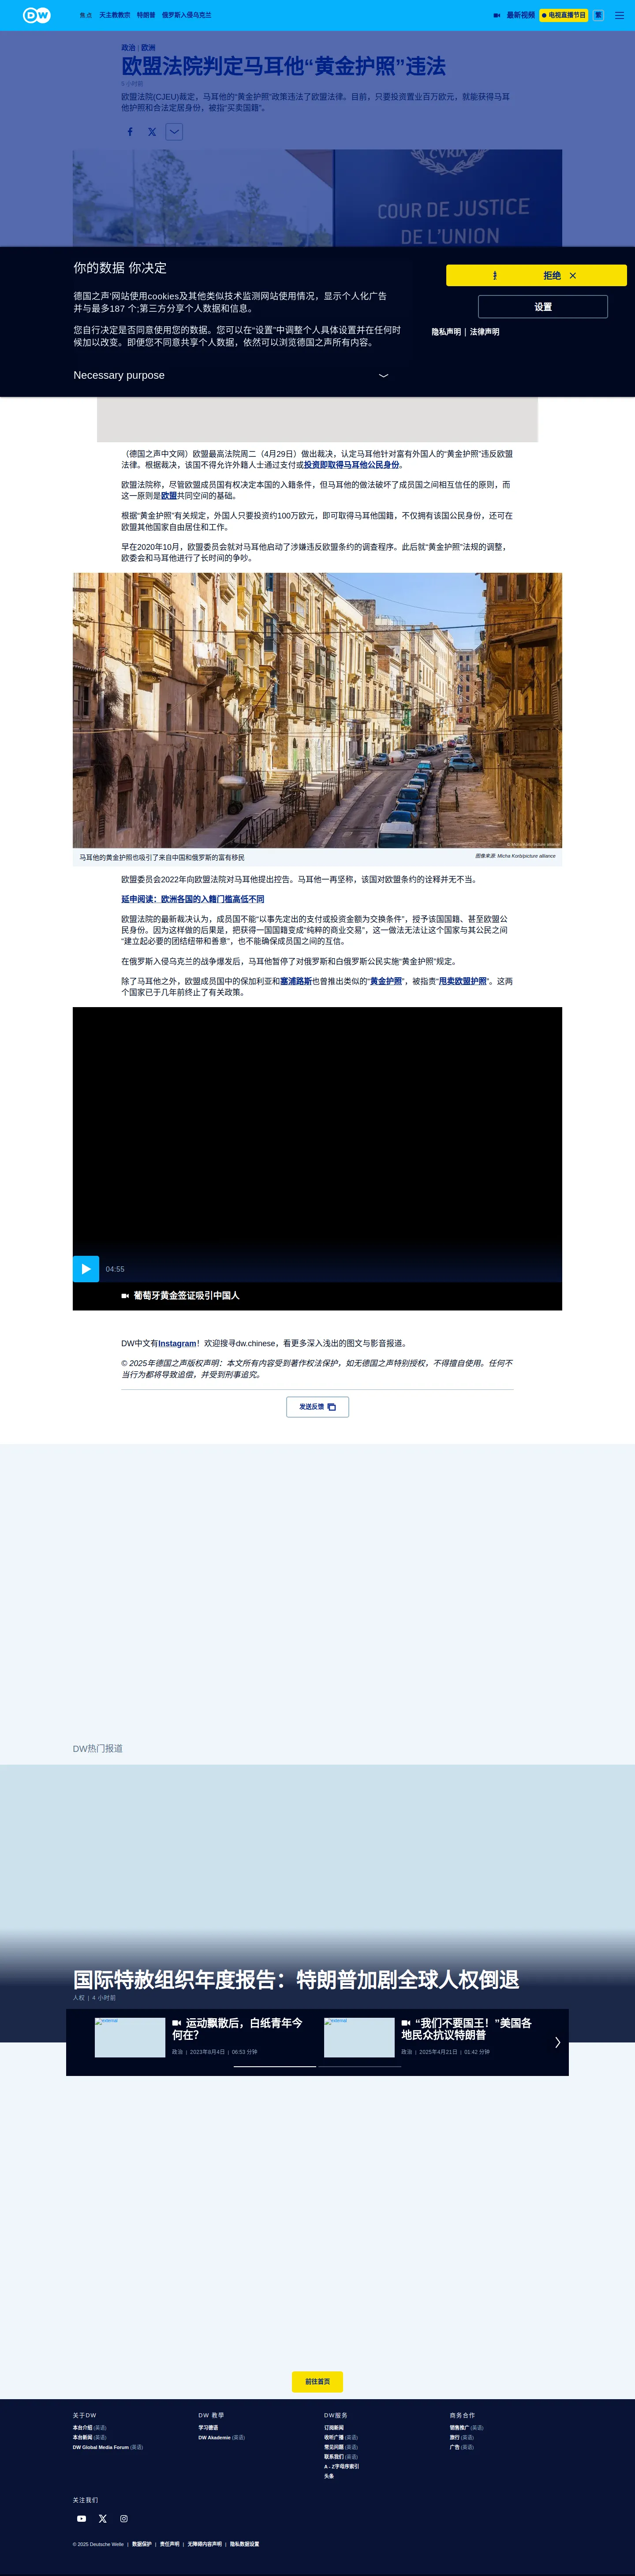 DW
焦点 天主教教宗 特朗普 俄罗斯入侵乌克兰
最新视频 电视直播节目 繁
政治 | 欧洲
欧盟法院判定马耳他“黄金护照”违法
欧盟法院(CJEU)裁定，马耳他的“黄金护照”政策违法了欧盟法律。目前，只要投资置业百万欧元，就能获得马耳
他护照和合法定居身份，被指“买卖国籍”。
CVRIA
COUR DE JUSTICE
DE L'UNION
你的数据 你决定
德国之声'网站使用cookies及其他类似技术监测网站使用情况，显示个人化广告
并与最多187 个;第三方分享个人数据和信息。
您自行决定是否同意使用您的数据。您可以在“设置”中调整个人具体设置并在任何时
候加以改变。即便您不同意共享个人数据，依然可以浏览德国之声所有内容。
Necessary purpose
拒绝
设置
隐私声明 | 法律声明
（德国之声中文网）欧盟最高法院周二（4月29日）做出裁决，认定马耳他针对富有外国人的“黄金护照”违反欧盟
法律。根据裁决，该国不得允许外籍人士通过支付或投资即取得马耳他公民身份。
欧盟法院称，尽管欧盟成员国有权决定本国的入籍条件，但马耳他的做法破坏了成员国之间相互信任的原则，而
这一原则是欧盟共同空间的基础。
根据“黄金护照”有关规定，外国人只要投资约100万欧元，即可取得马耳他国籍，不仅拥有该国公民身份，还可在
欧盟其他国家自由居住和工作。
早在2020年10月，欧盟委员会就对马耳他启动了涉嫌违反欧盟条约的调查程序。此后就“黄金护照”法规的调整，
欧委会和马耳他进行了长时间的争吵。
马耳他的黄金护照也吸引了来自中国和俄罗斯的富有移民
图像来源: Micha Korb/picture alliance
欧盟委员会2022年向欧盟法院对马耳他提出控告。马耳他一再坚称，该国对欧盟条约的诠释并无不当。
延申阅读：欧洲各国的入籍门槛高低不同
欧盟法院的最新裁决认为，成员国不能“以事先定出的支付或投资金额为交换条件”，授予该国国籍、甚至欧盟公
民身份。因为这样做的后果是，把获得一国国籍变成“纯粹的商业交易”，这一做法无法让这个国家与其公民之间
“建立起必要的团结纽带和善意”，也不能确保成员国之间的互信。
在俄罗斯入侵乌克兰的战争爆发后，马耳他暂停了对俄罗斯和白俄罗斯公民实施“黄金护照”规定。
除了马耳他之外，欧盟成员国中的保加利亚和塞浦路斯也曾推出类似的“黄金护照”，被指责“甩卖欧盟护照”。这两
个国家已于几年前终止了有关政策。
04:55
葡萄牙黄金签证吸引中国人
DW中文有Instagram！欢迎搜寻dw.chinese，看更多深入浅出的图文与影音报道。
© 2025年德国之声版权声明：本文所有内容受到著作权法保护，如无德国之声特别授权，不得擅自使用。任何不
当行为都将导致追偿，并受到刑事追究。
发送反馈
DW热门报道
国际特赦组织年度报告：特朗普加剧全球人权倒退
人权 | 4 小时前
运动飘散后，白纸青年今
何在？
政治 | 2023年8月4日 | 06:53 分钟
“我们不要国王！”美国各
地民众抗议特朗普
政治 | 2025年4月21日 | 01:42 分钟
前往首页
关于DW
本台介绍 (英语)
本台新闻 (英语)
DW Global Media Forum (英语)
DW 教学
学习德语
DW Akademie (英语)
DW服务
订阅新闻
收听广播 (英语)
常见问题 (英语)
联系我们 (英语)
A - Z字母序索引
头条
商务合作
销售推广 (英语)
旅行 (英语)
广告 (英语)
关注我们
© 2025 Deutsche Welle | 数据保护 | 责任声明 | 无障碍内容声明 | 隐私数据设置